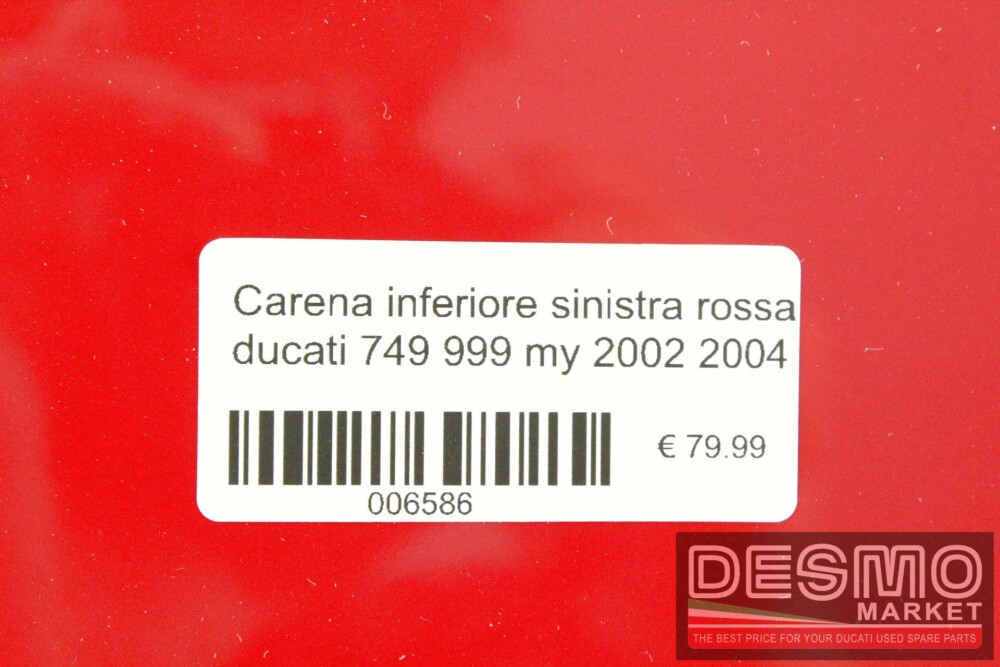 Carena inferiore sinistra rossa
ducati 749 999 my 2002 2004
€ 79.99
006586
DESMO
MARKET
THE BEST PRICE FOR YOUR DUCATI USED SPARE PARTS